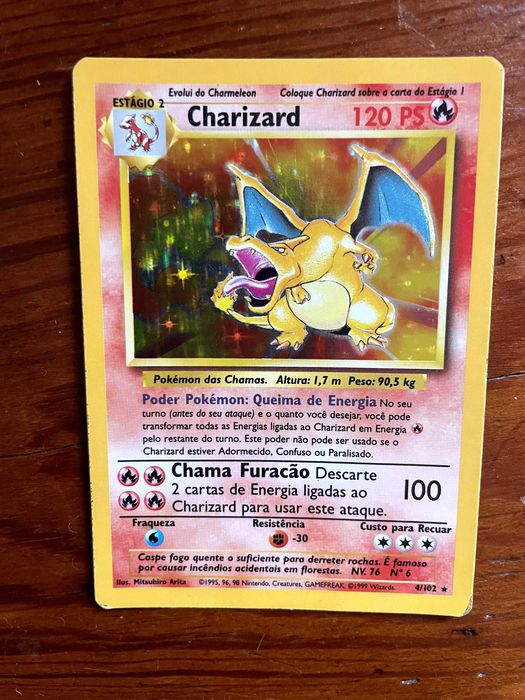 Evolui do Charmeleon Coloque Charizard sobre a carta do Estágio 1
ESTÁGIO 2
Charizard 120 PS
Pokémon das Chamas. Altura: 1,7 m Peso: 90,5 kg
Poder Pokémon: Queima de Energia No seu
turno (antes do seu ataque) e o quanto você desejar, você pode
transformar todas as Energias ligadas ao Charizard em Energia
pelo restante do turno. Este poder não pode ser usado se o
Charizard estiver Adormecido, Confuso ou Paralisado.
Chama Furacão Descarte
2 cartas de Energia ligadas ao
Charizard para usar este ataque.
100
Fraqueza Resistência Custo para Recuar
-30
Cospe fogo quente o suficiente para derreter rochas. É famoso
por causar incêndios acidentais em florestas. NV. 76 Nº 6
Ilus. Mitsuhiro Arita ©1995, 96, 98 Nintendo, Creatures, GAMEFREAK. ©1999 Wizards. 4/102 ★